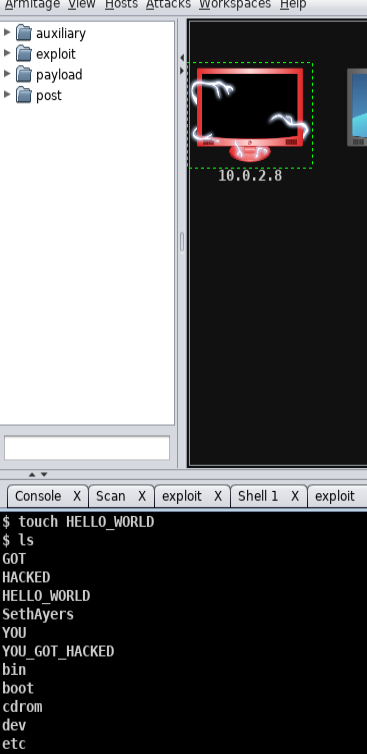 Armitage View Hosts Attacks Workspaces Help
auxiliary
exploit
payload
post
10.0.2.8
Console X Scan X exploit X Shell 1 X exploit
$ touch HELLO_WORLD
$ ls
GOT
HACKED
HELLO_WORLD
SethAyers
YOU
YOU_GOT_HACKED
bin
boot
cdrom
dev
etc